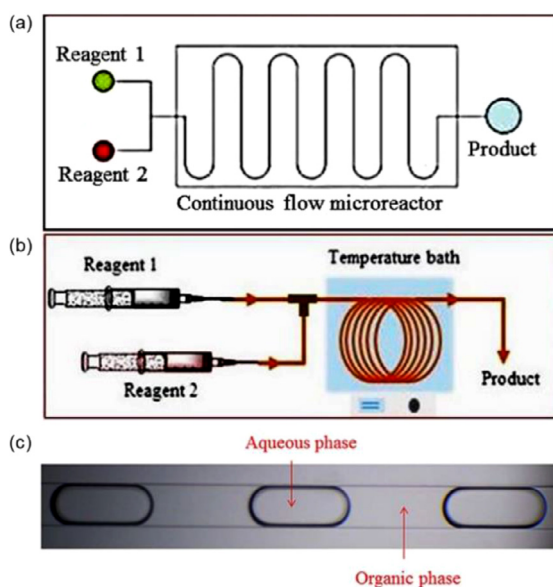 (a)
Reagent 1
Reagent 2
Product
Continuous flow microreactor
(b)
Reagent 1
Temperature bath
Reagent 2
Product
(c)
Aqueous phase
Organic phase